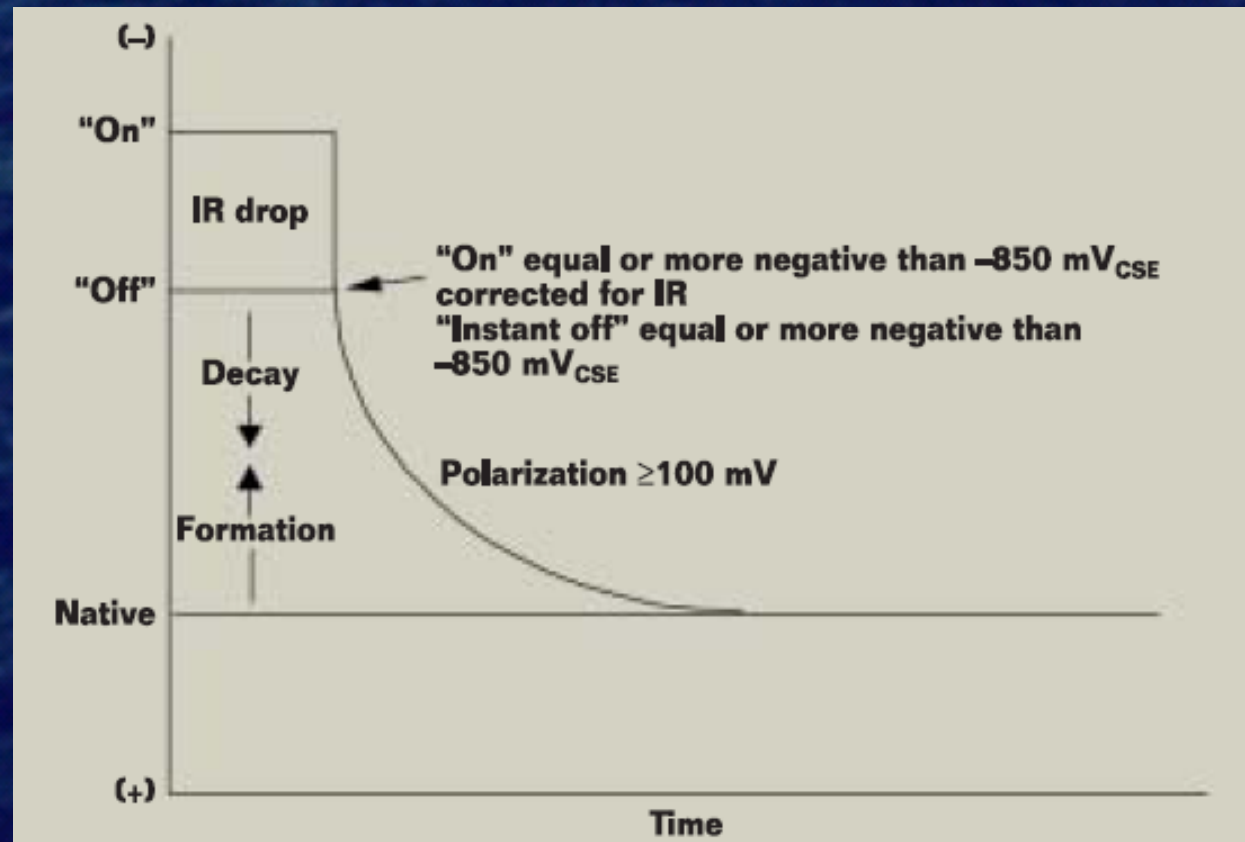 (–)
“On”
IR drop
“On” equal or more negative than –850 mVCSE
corrected for IR
“Off”
“Instant off” equal or more negative than
–850 mVCSE
Decay
Polarization ≥100 mV
Formation
Native
(+)
Time